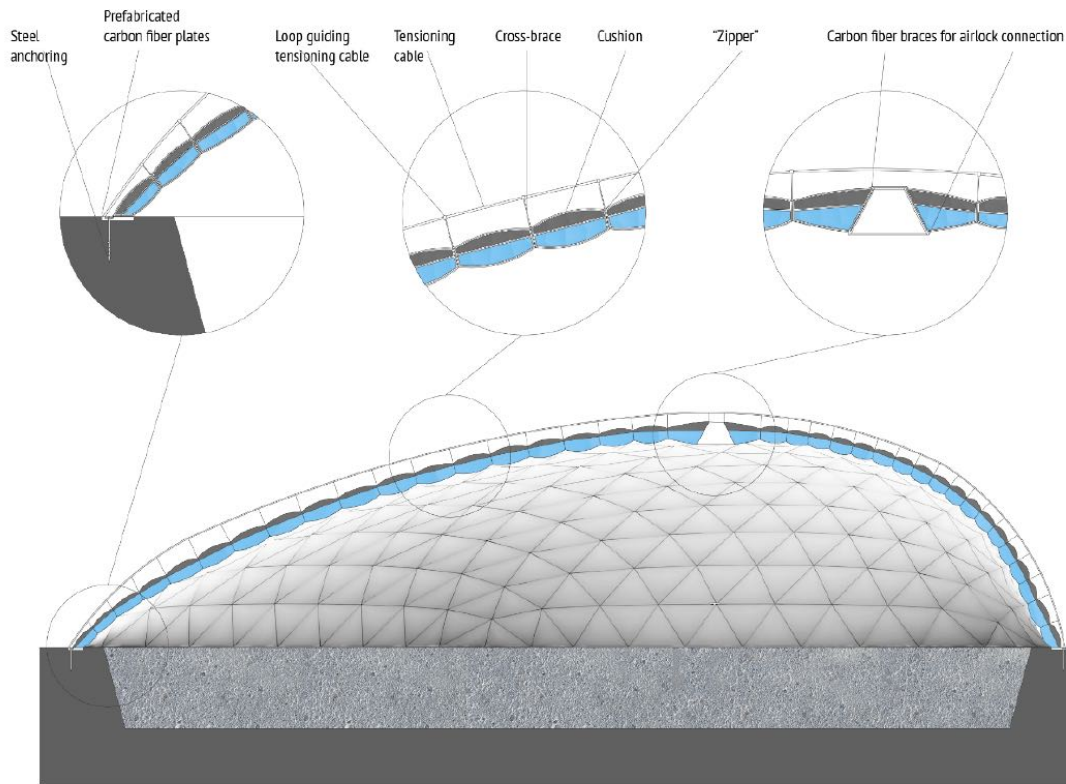 Steel
anchoring
Prefabricated
carbon fiber plates
Loop guiding
tensioning cable
Tensioning
cable
Cross-brace
Cushion
"Zipper"
Carbon fiber braces for airlock connection